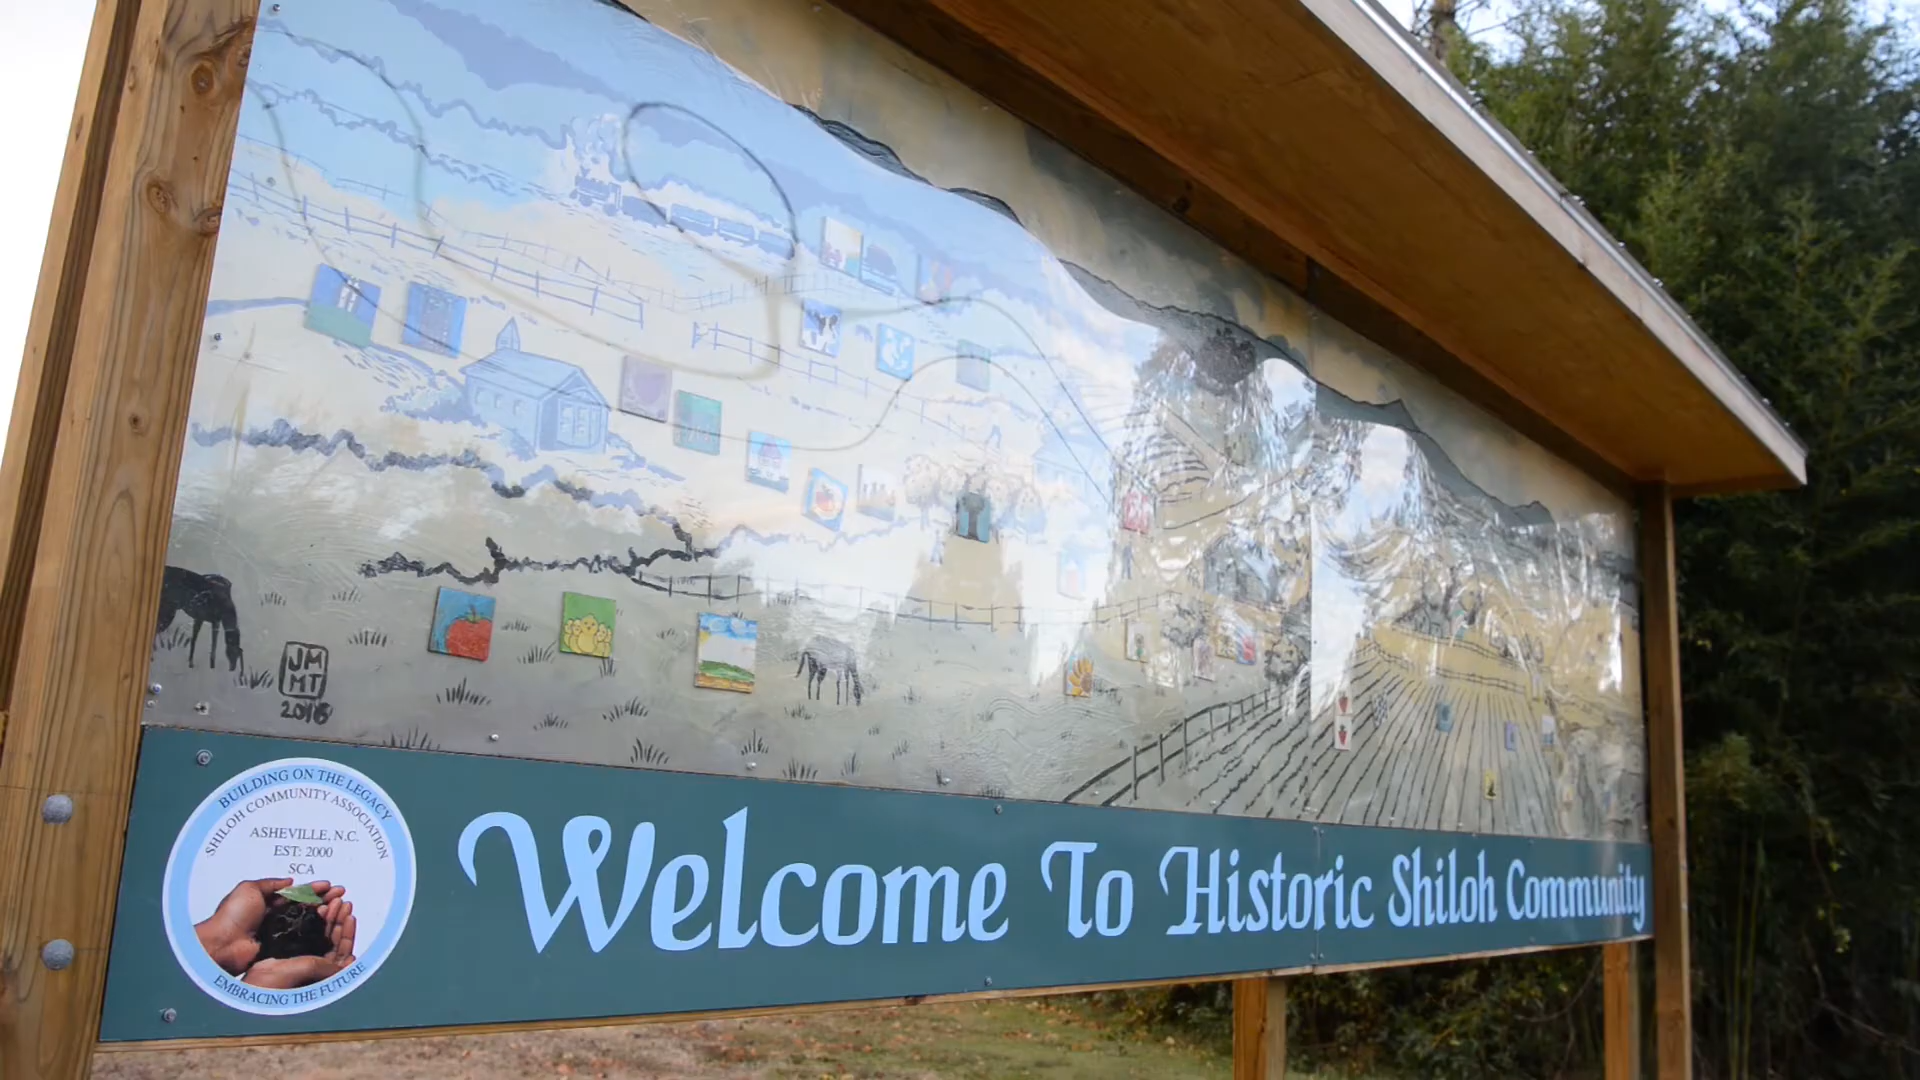 JM
MT
2016
BUILDING ON THE LEGACY
SHILOH COMMUNITY ASSOCIATION
ASHEVILLE, N.C.
EST: 2000
SCA
EMBRACING THE FUTURE
Welcome To Historic Shiloh Community